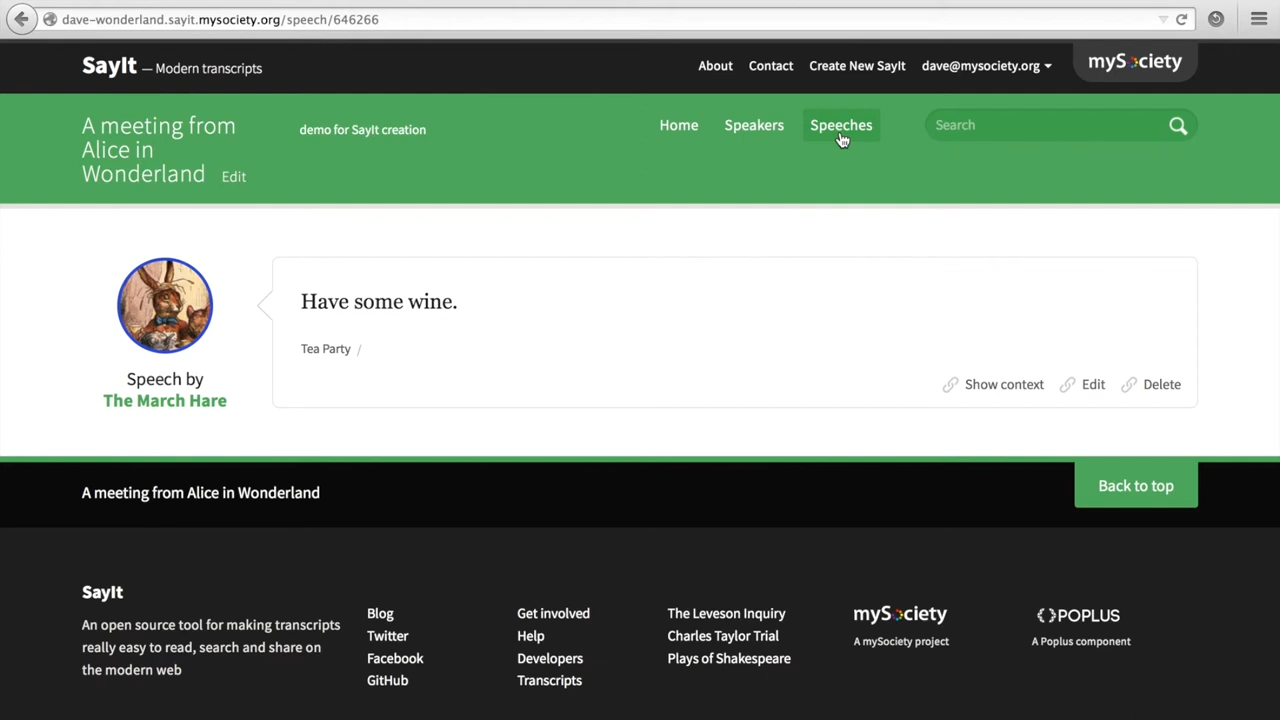 dave-wonderland.sayit.mysociety.org/speech/646266
SayIt — Modern transcripts
About Contact Create New SayIt dave@mysociety.org mySociety
A meeting from
Alice in
Wonderland Edit
demo for SayIt creation
Home Speakers Speeches Search
Have some wine.
Tea Party /
Speech by
The March Hare
Show context Edit Delete
A meeting from Alice in Wonderland
Back to top
SayIt
An open source tool for making transcripts
really easy to read, search and share on
the modern web
Blog
Twitter
Facebook
GitHub
Get involved
Help
Developers
Transcripts
The Leveson Inquiry
Charles Taylor Trial
Plays of Shakespeare
mySociety
A mySociety project
POPLUS
A Poplus component